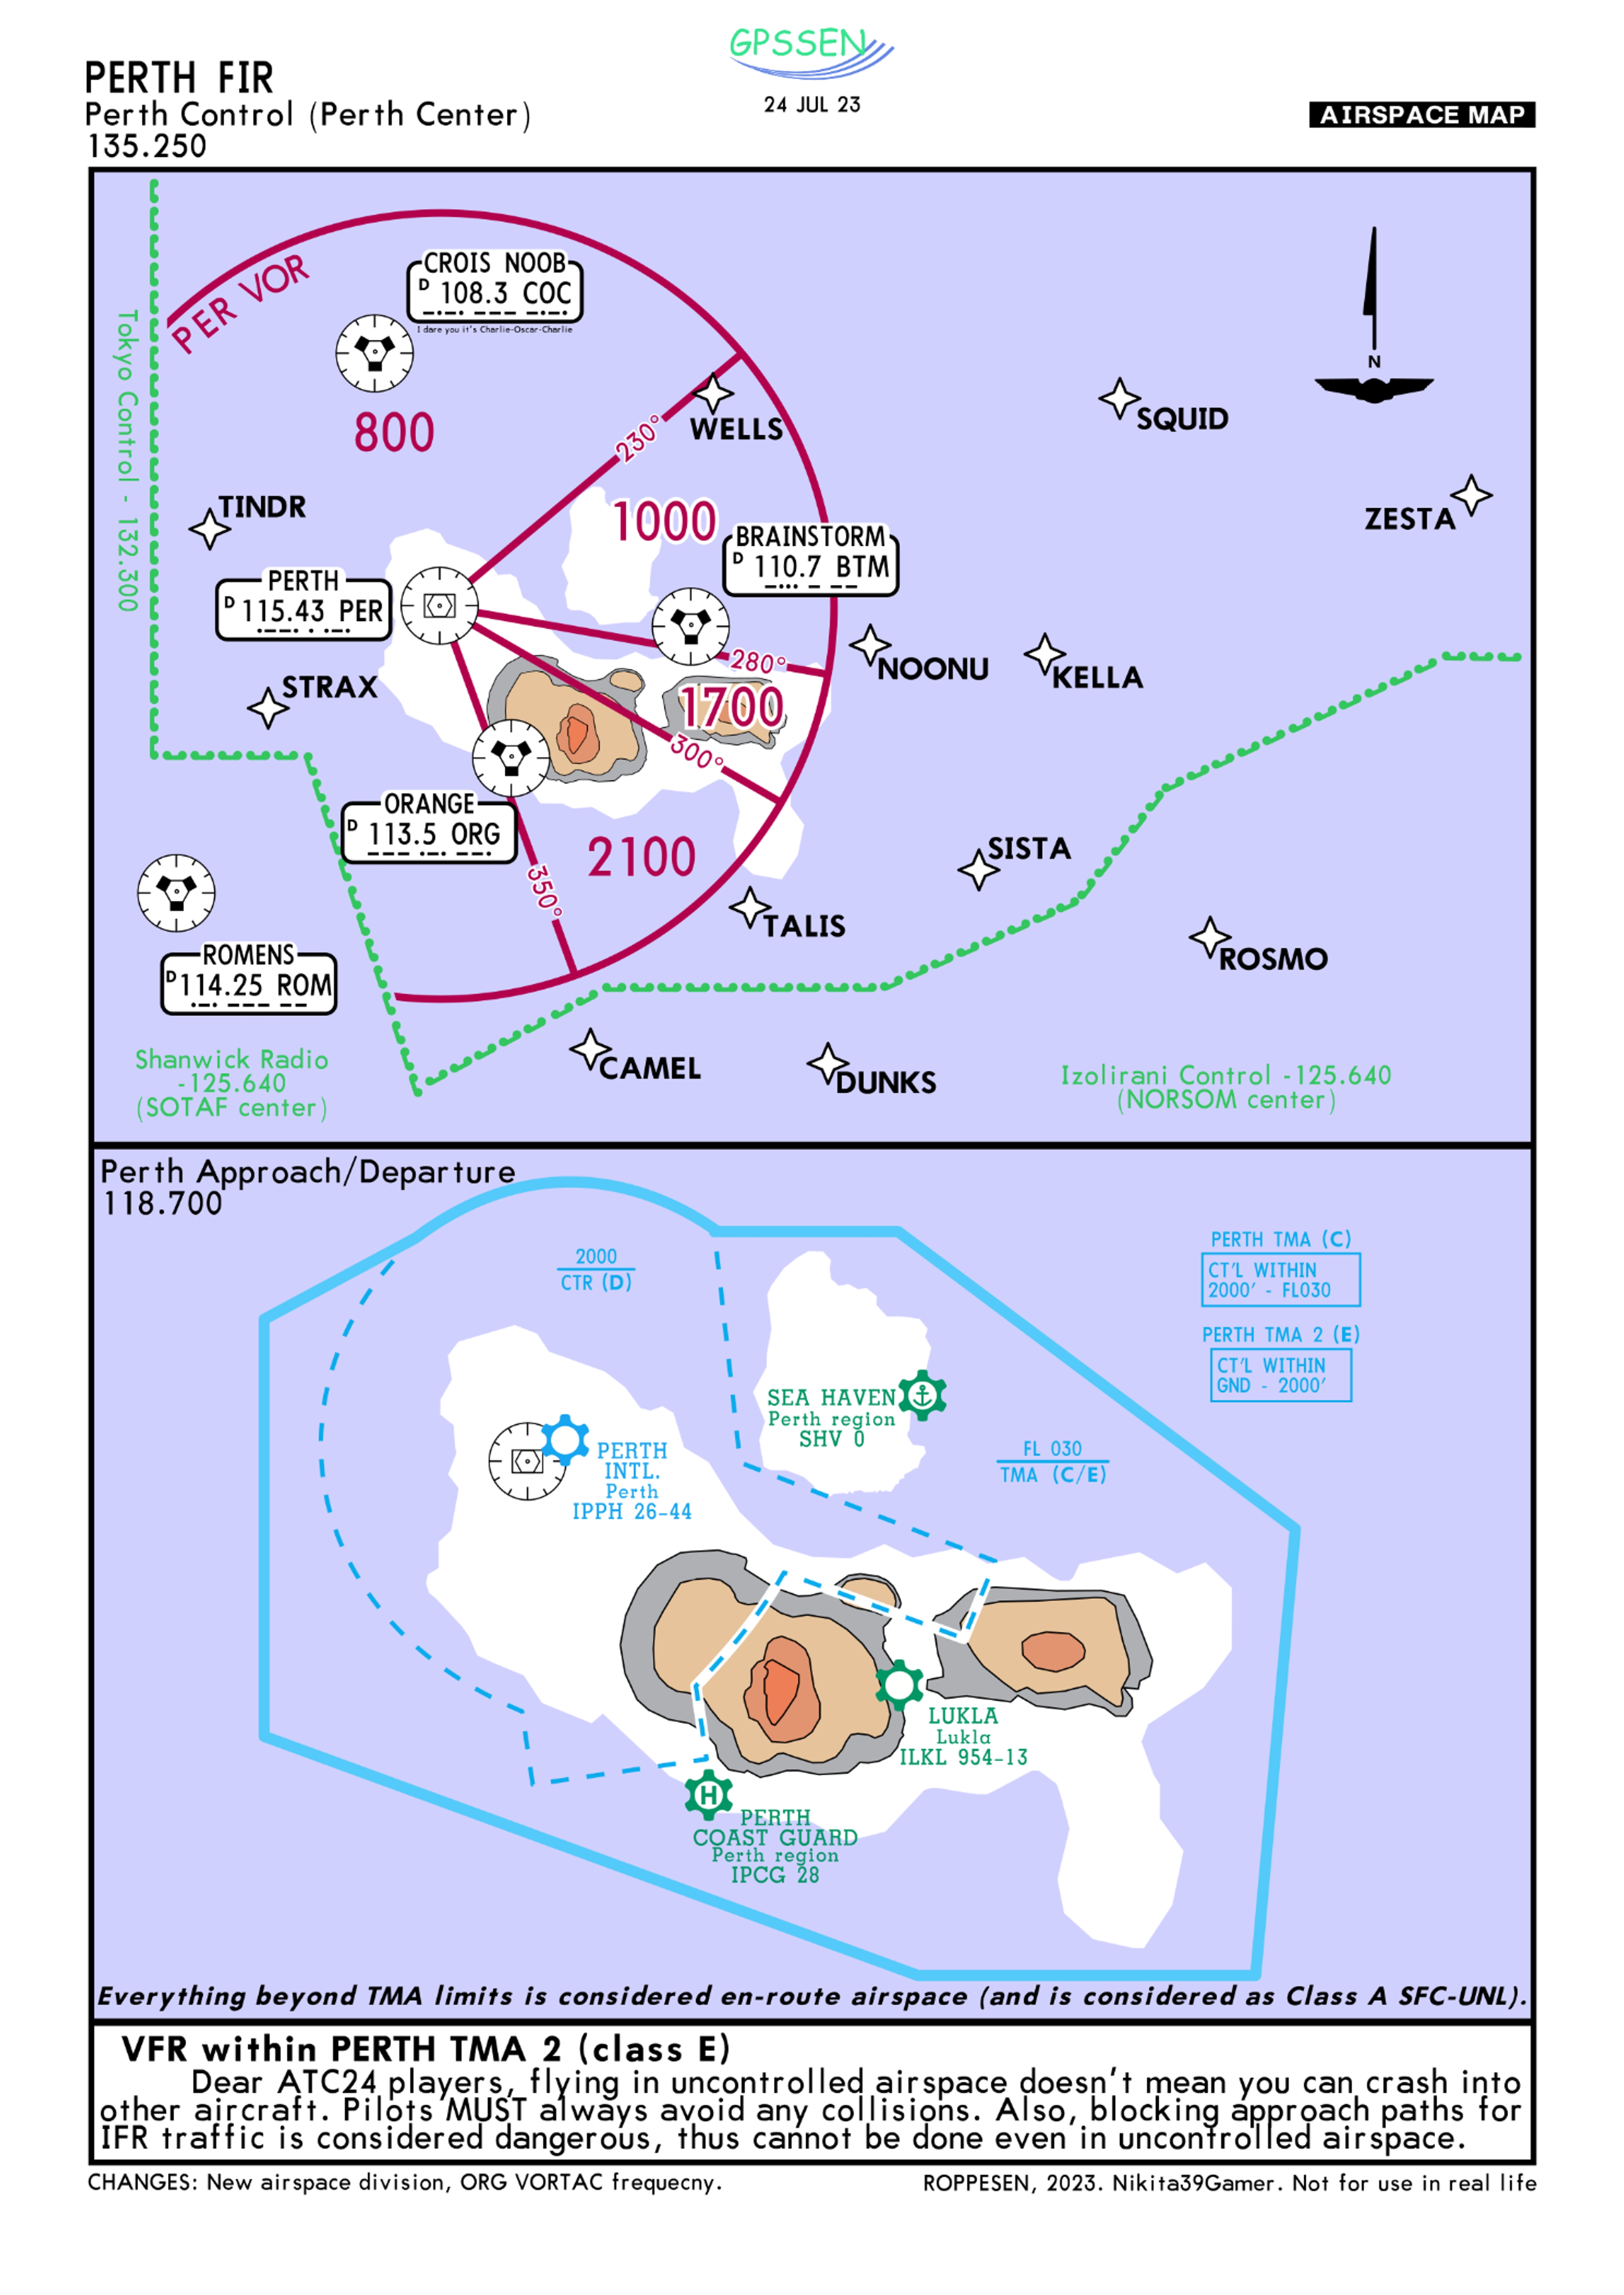 GPSSEN
24 JUL 23
PERTH FIR
Perth Control (Perth Center)
135.250
AIRSPACE MAP
PER VOR
CROIS NOOB
D 108.3 COC
I dare you it's Charlie-Oscar-Charlie
Tokyo Control - 132.300
N
800
230°
WELLS
SQUID
ZESTA
TINDR
1000
BRAINSTORM
D 110.7 BTM
PERTH
D 115.43 PER
280°
NOONU
KELLA
STRAX
1700
300°
ORANGE
D 113.5 ORG
2100
350°
SISTA
TALIS
ROSMO
ROMENS
D 114.25 ROM
CAMEL
DUNKS
Shanwick Radio
-125.640
(SOTAF center)
Izolirani Control -125.640
(NORSOM center)
Perth Approach/Departure
118.700
2000
CTR (D)
PERTH TMA (C)
CT'L WITHIN
2000' - FL030
PERTH TMA 2 (E)
CT'L WITHIN
GND - 2000'
SEA HAVEN
Perth region
SHV 0
FL 030
TMA (C/E)
PERTH
INTL.
Perth
IPPH 26-44
LUKLA
Lukla
ILKL 954-13
H
PERTH
COAST GUARD
Perth region
IPCG 28
Everything beyond TMA limits is considered en-route airspace (and is considered as Class A SFC-UNL).
VFR within PERTH TMA 2 (class E)
Dear ATC24 players, flying in uncontrolled airspace doesn't mean you can crash into
other aircraft. Pilots MUST always avoid any collisions. Also, blocking approach paths for
IFR traffic is considered dangerous, thus cannot be done even in uncontrolled airspace.
CHANGES: New airspace division, ORG VORTAC frequecny.
ROPPESEN, 2023. Nikita39Gamer. Not for use in real life